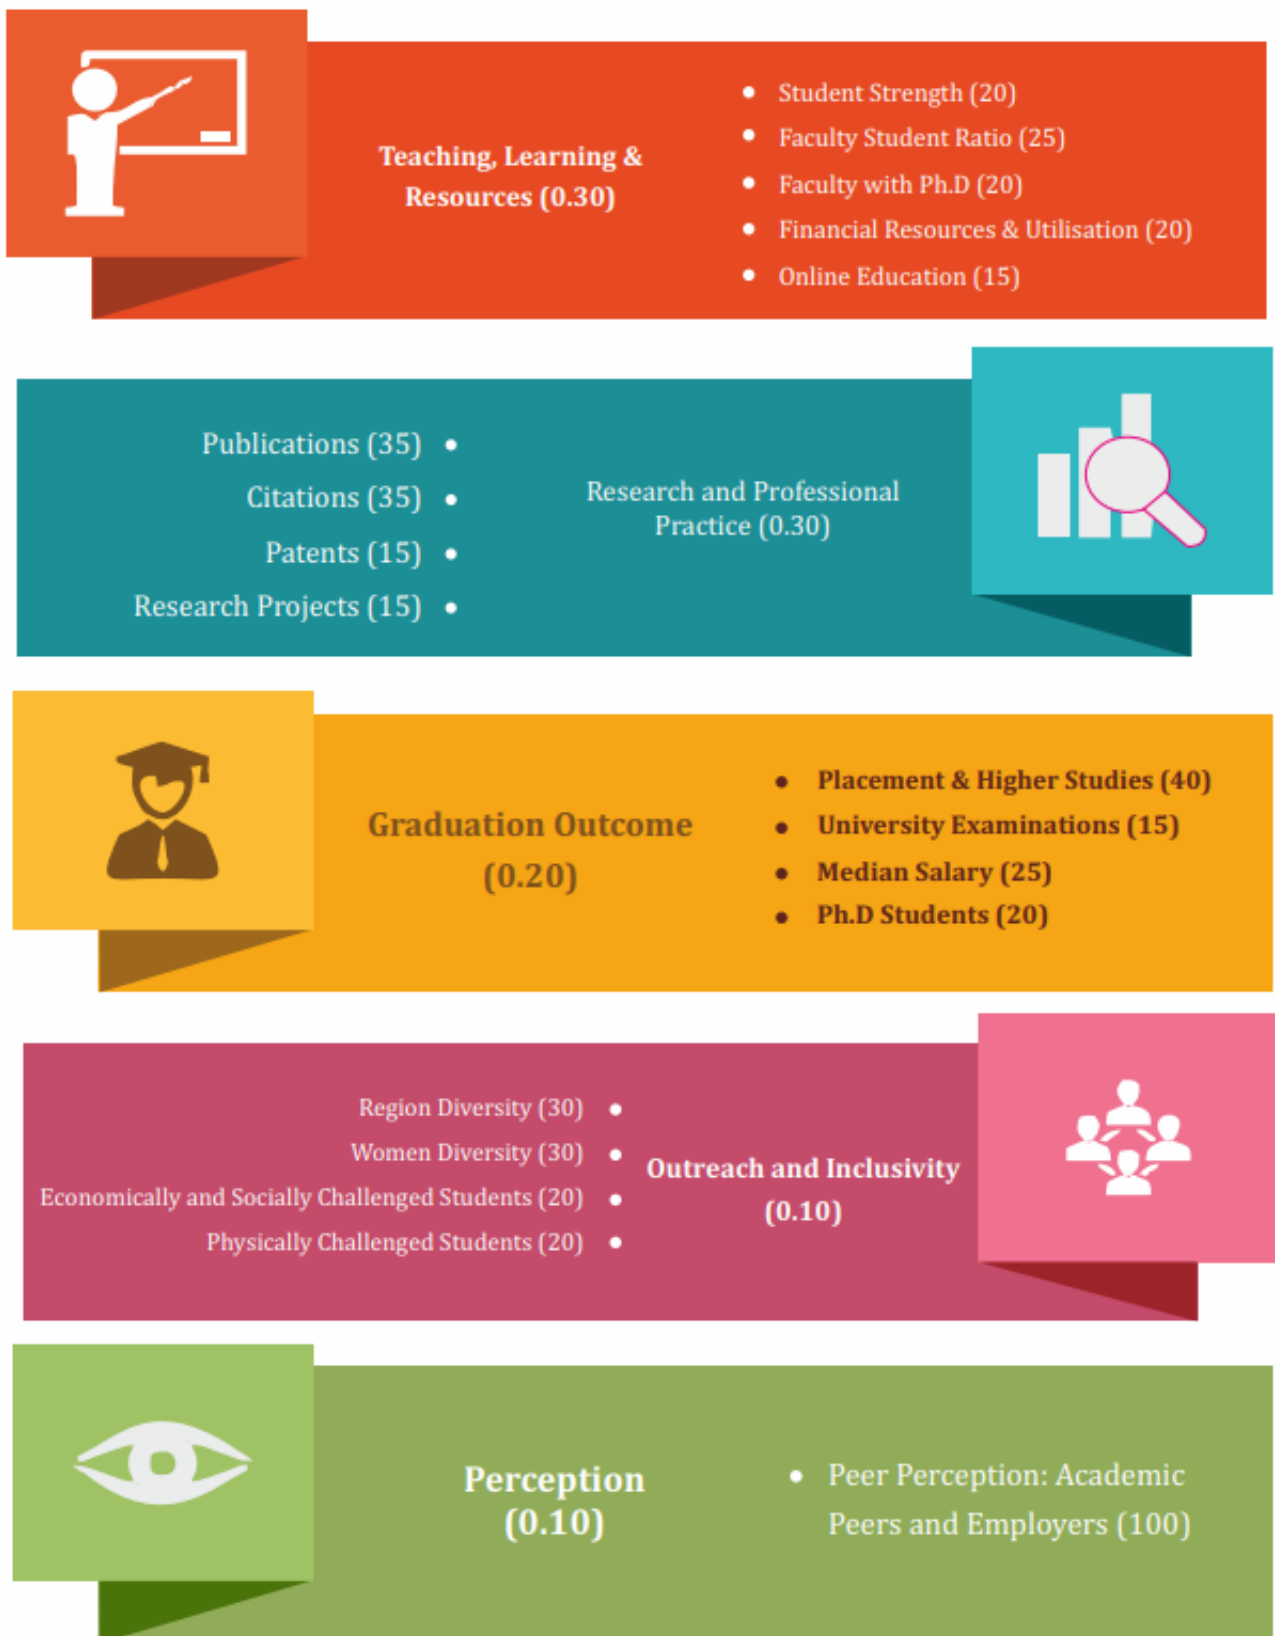 Teaching, Learning &
Resources (0.30)
Student Strength (20)
Faculty Student Ratio (25)
Faculty with Ph.D (20)
Financial Resources & Utilisation (20)
Online Education (15)
Publications (35)
Citations (35)
Patents (15)
Research Projects (15)
Research and Professional
Practice (0.30)
Graduation Outcome
(0.20)
Placement & Higher Studies (40)
University Examinations (15)
Median Salary (25)
Ph.D Students (20)
Region Diversity (30)
Women Diversity (30)
Economically and Socially Challenged Students (20)
Physically Challenged Students (20)
Outreach and Inclusivity
(0.10)
Perception
(0.10)
Peer Perception: Academic
Peers and Employers (100)